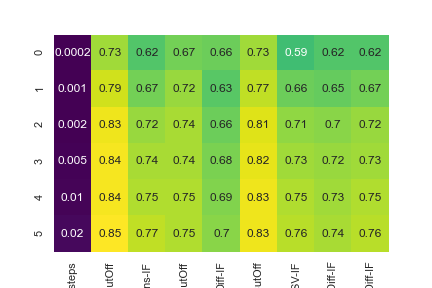 0 0.0002 0.73 0.62 0.67 0.66 0.73 0.59 0.62 0.62
1 0.001 0.79 0.67 0.72 0.63 0.77 0.66 0.65 0.67
2 0.002 0.83 0.72 0.74 0.66 0.81 0.71 0.7 0.72
3 0.005 0.84 0.74 0.74 0.68 0.82 0.73 0.72 0.73
4 0.01 0.84 0.75 0.75 0.69 0.83 0.75 0.73 0.75
5 0.02 0.85 0.77 0.75 0.7 0.83 0.76 0.74 0.76
steps
utOff
ns-IF
utOff
Diff-IF
utOff
SV-IF
Diff-IF
Diff-IF